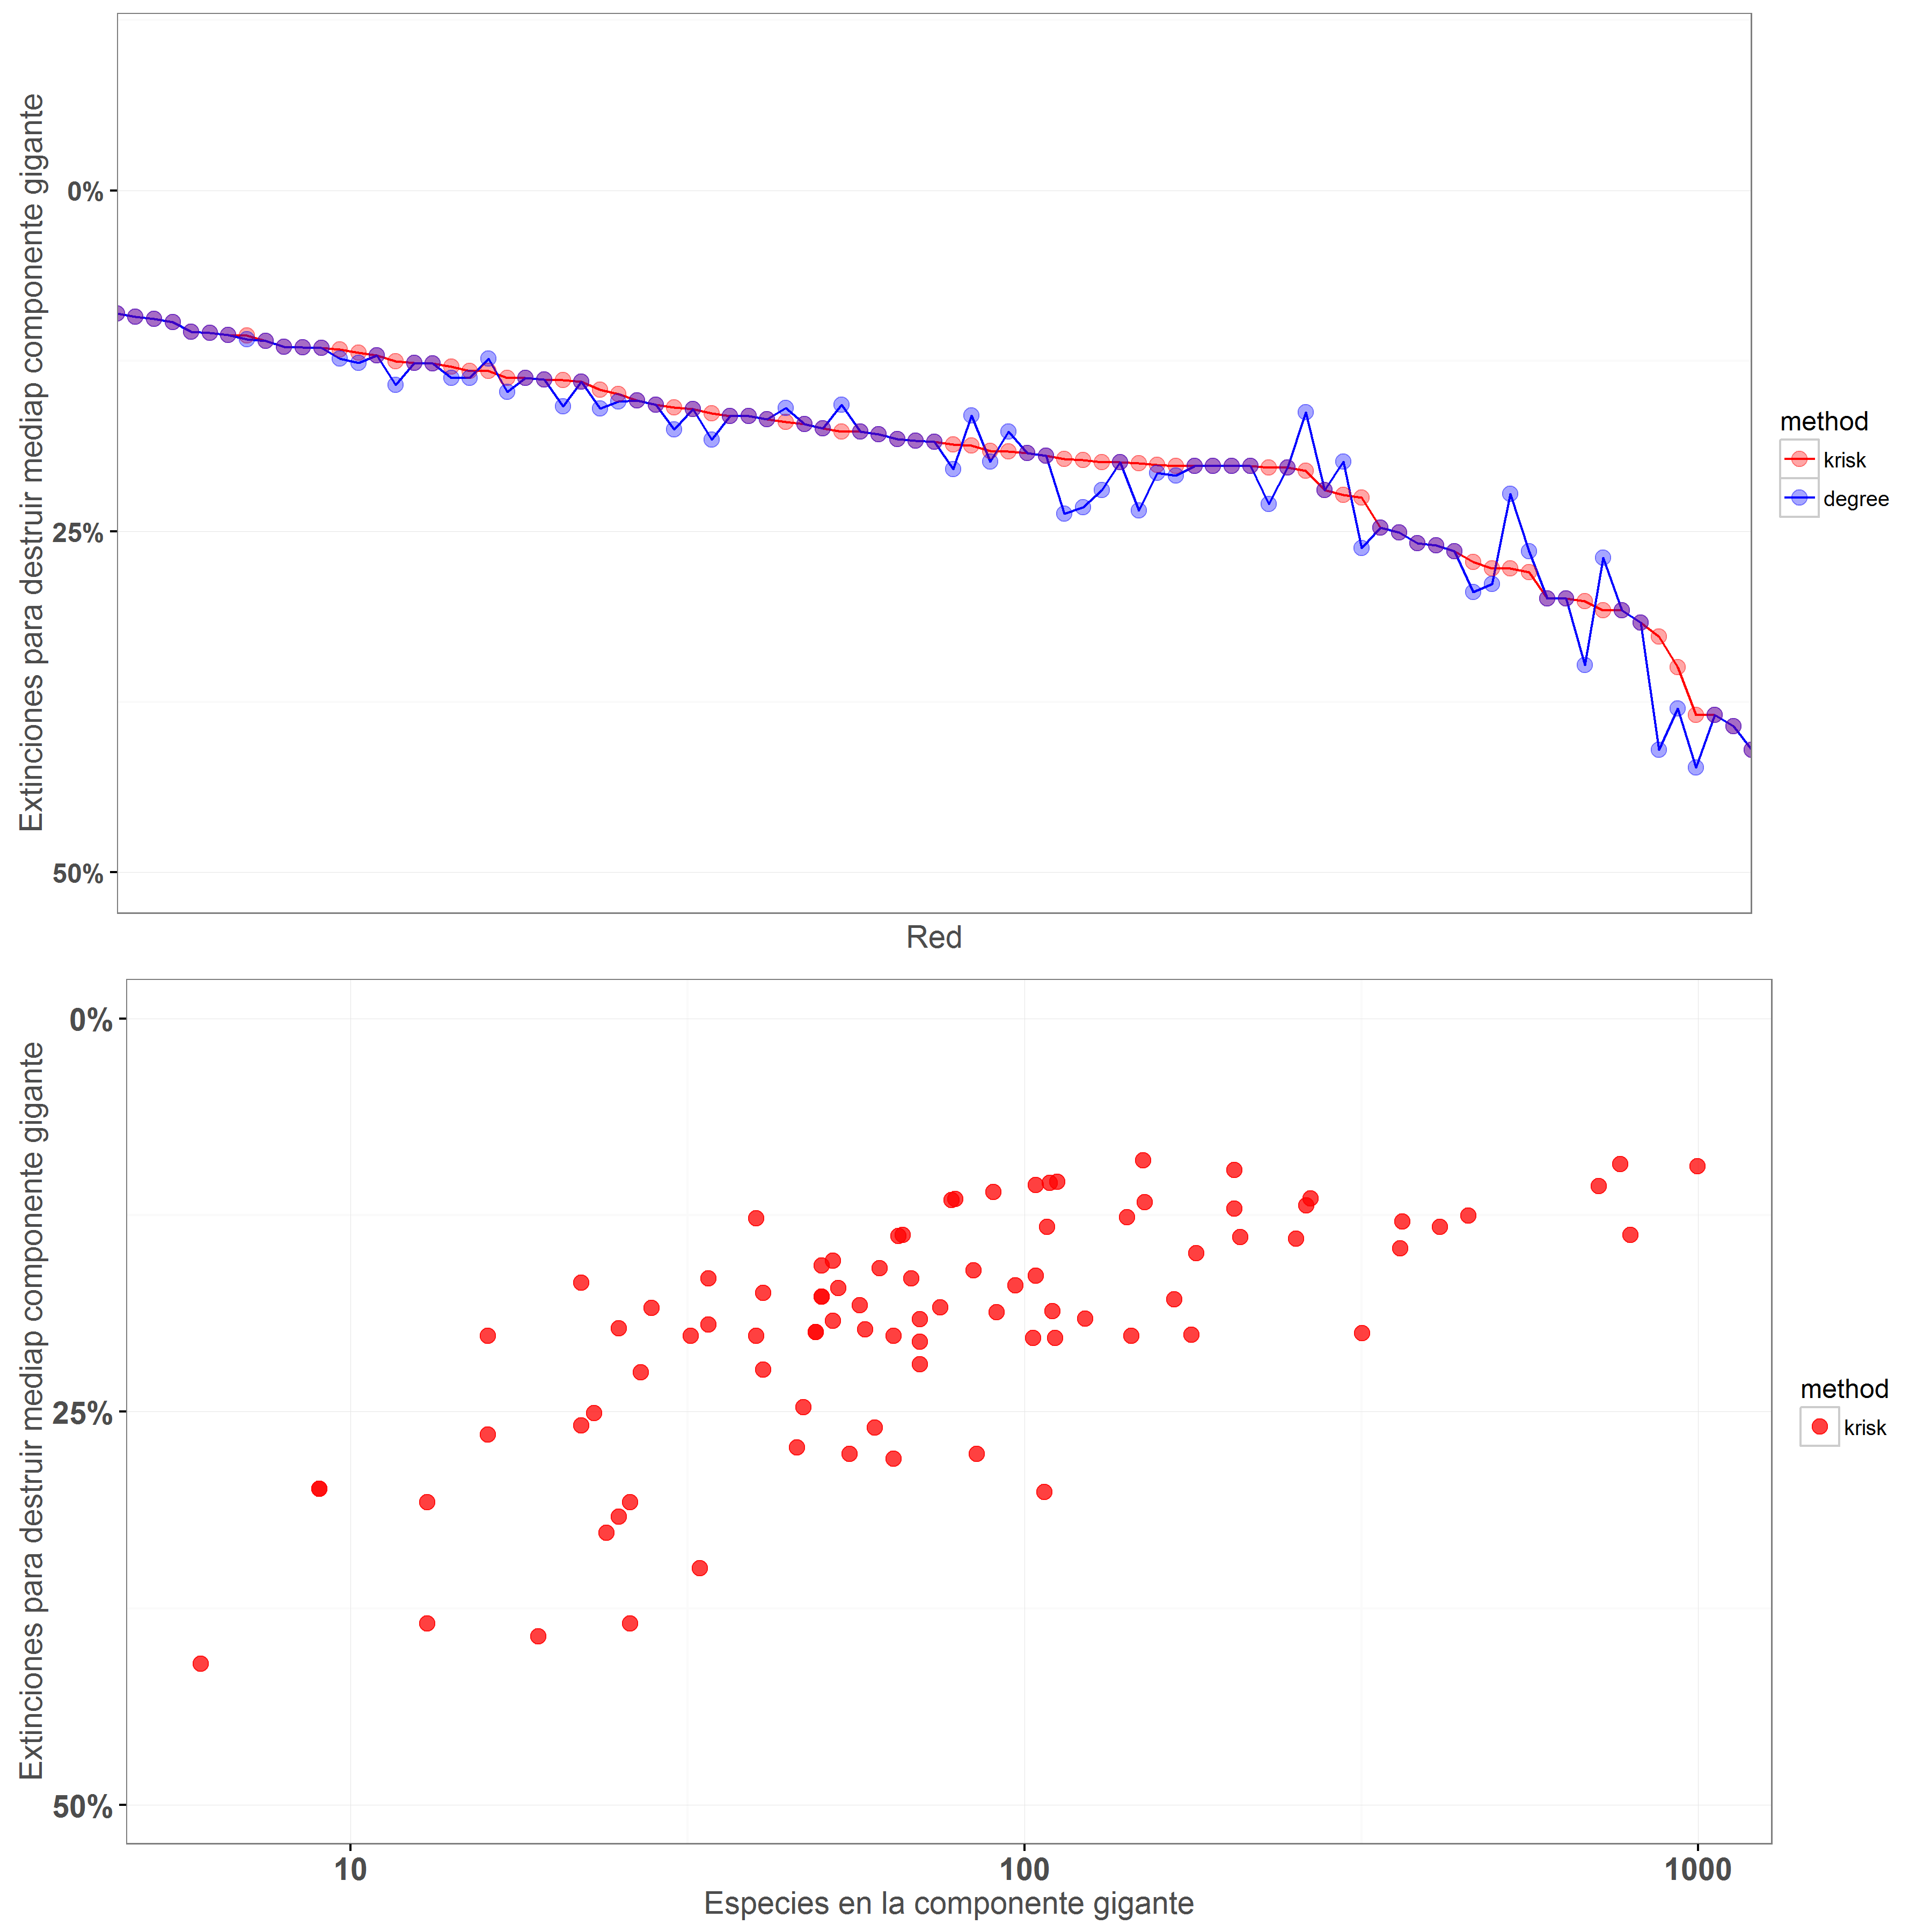 Extinciones para destruir mediap componente gigante
0%
25%
50%
Red
method
krisk
degree
Extinciones para destruir mediap componente gigante
0%
25%
50%
10
100
1000
Especies en la componente gigante
method
krisk